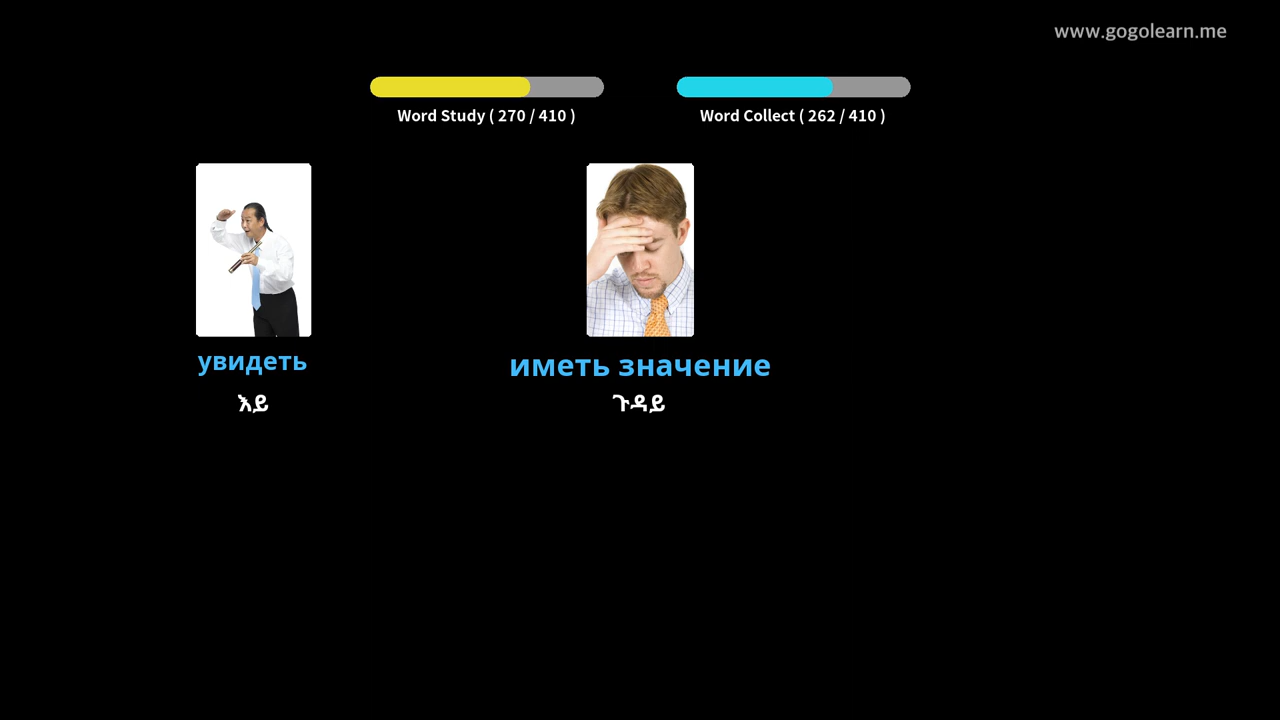 www.gogolearn.me
Word Study ( 270 / 410 )
Word Collect ( 262 / 410 )
увидеть
иметь значение
እይ
ጉዳይ